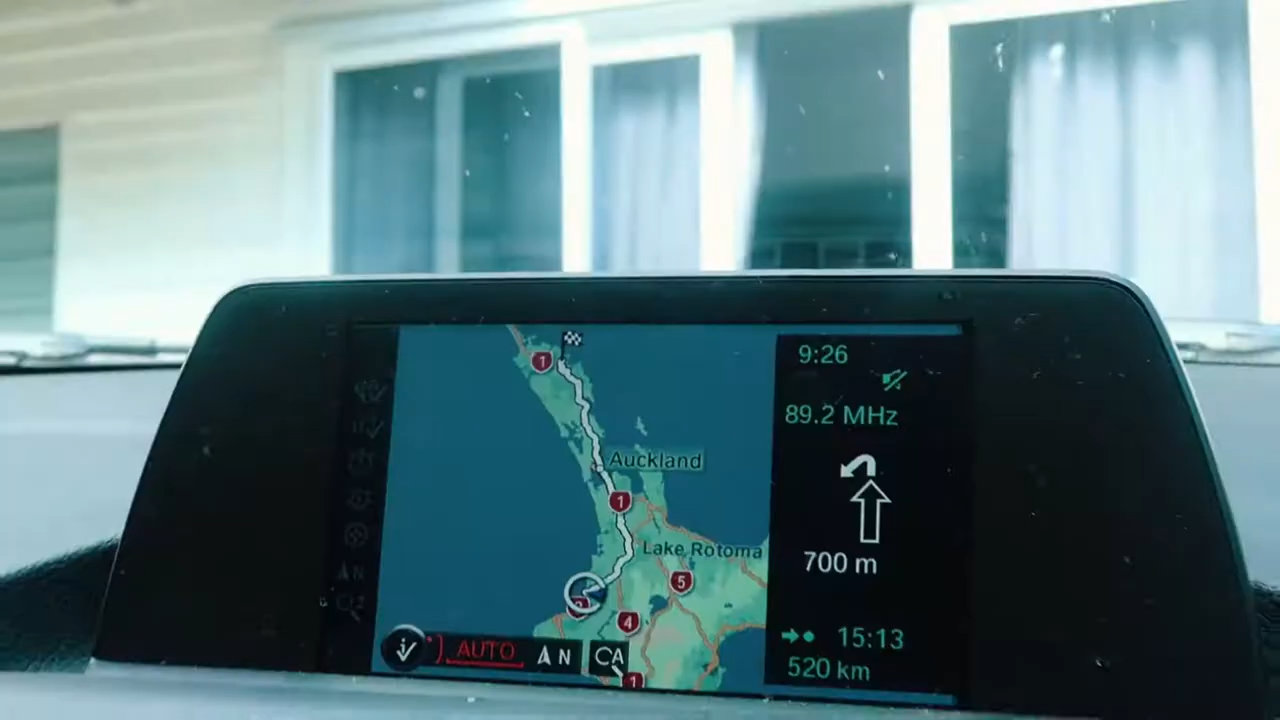 1
Auckland
1
Lake Rotoma
5
4
1
AUTO
N
9:26
89.2 MHz
700 m
15:13
520 km